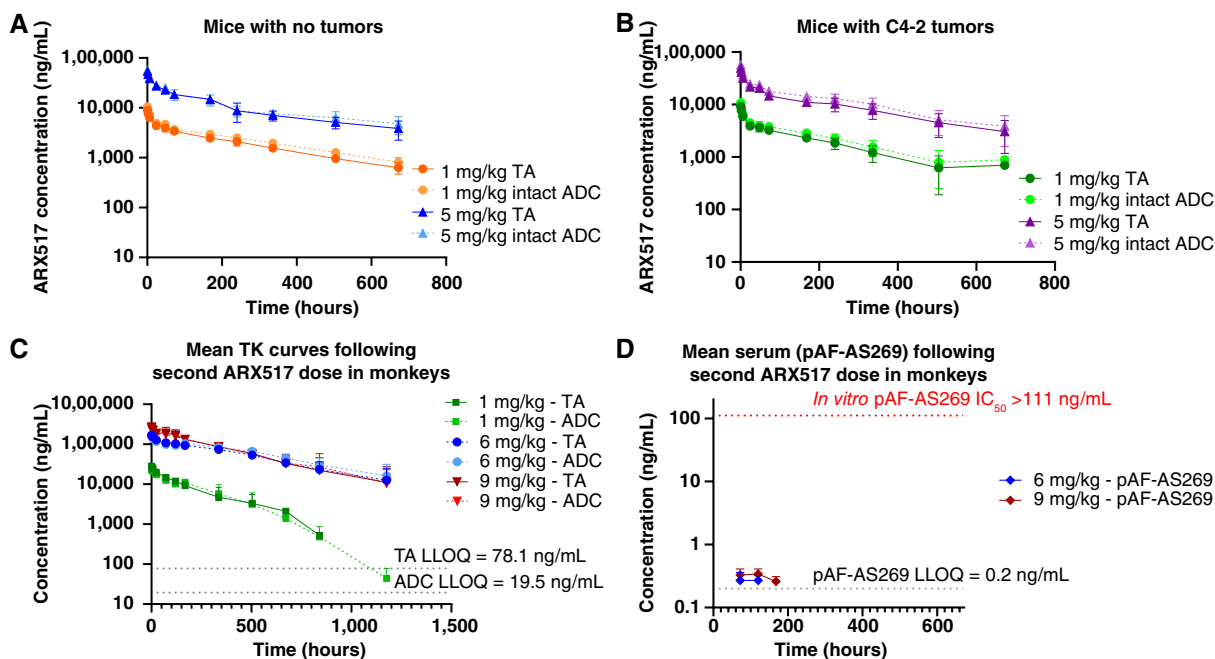 A
Mice with no tumors
ARX517 concentration (ng/mL)
1,00,000
10,000
1,000
100
10
0
200
400
600
800
Time (hours)
1 mg/kg TA
1 mg/kg intact ADC
5 mg/kg TA
5 mg/kg intact ADC
B
Mice with C4-2 tumors
ARX517 concentration (ng/mL)
1,00,000
10,000
1,000
100
10
0
200
400
600
800
Time (hours)
1 mg/kg TA
1 mg/kg intact ADC
5 mg/kg TA
5 mg/kg intact ADC
C
Mean TK curves following
second ARX517 dose in monkeys
Concentration (ng/mL)
10,00,000
1,00,000
10,000
1,000
100
10
0
500
1,000
1,500
Time (hours)
1 mg/kg - TA
1 mg/kg - ADC
6 mg/kg - TA
6 mg/kg - ADC
9 mg/kg - TA
9 mg/kg - ADC
TA LLOQ = 78.1 ng/mL
ADC LLOQ = 19.5 ng/mL
D
Mean serum (pAF-AS269) following
second ARX517 dose in monkeys
Concentration (ng/mL)
100
10
1
0.1
0
200
400
600
Time (hours)
In vitro pAF-AS269 IC50 >111 ng/mL
6 mg/kg - pAF-AS269
9 mg/kg - pAF-AS269
pAF-AS269 LLOQ = 0.2 ng/mL